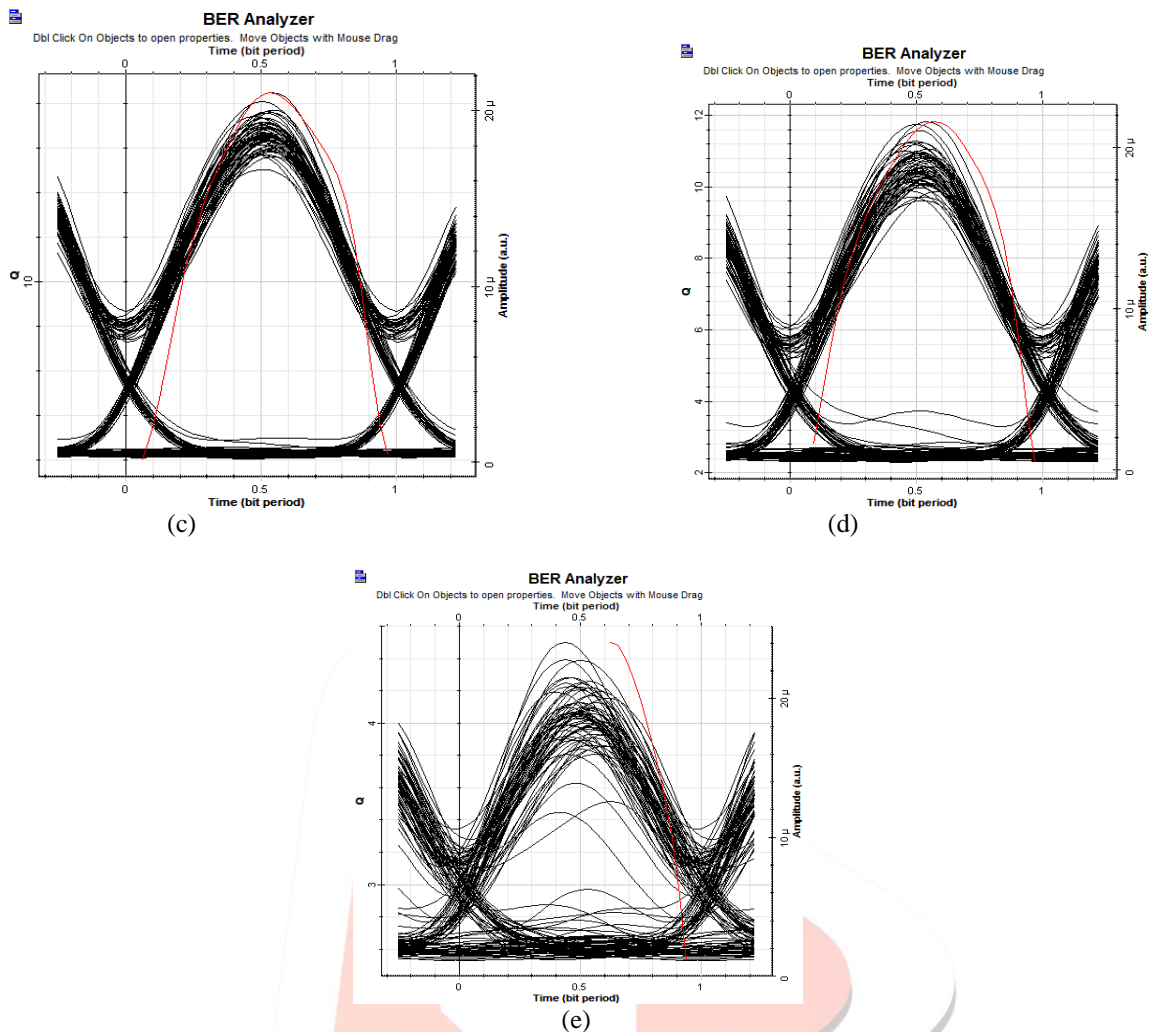 BER Analyzer
Dbl Click On Objects to open properties. Move Objects with Mouse Drag
Time (bit period)
0 0.5 1
Q
10
20 µ
10 µ
0
Amplitude (a.u.)
0 0.5 1
Time (bit period)
(c)
BER Analyzer
Dbl Click On Objects to open properties. Move Objects with Mouse Drag
Time (bit period)
0 0.5 1
Q
12
10
8
6
4
2
20 µ
10 µ
0
Amplitude (a.u.)
0 0.5 1
Time (bit period)
(d)
BER Analyzer
Dbl Click On Objects to open properties. Move Objects with Mouse Drag
Time (bit period)
0 0.5 1
Q
4
3
20 µ
10 µ
0
Amplitude (a.u.)
0 0.5 1
Time (bit period)
(e)